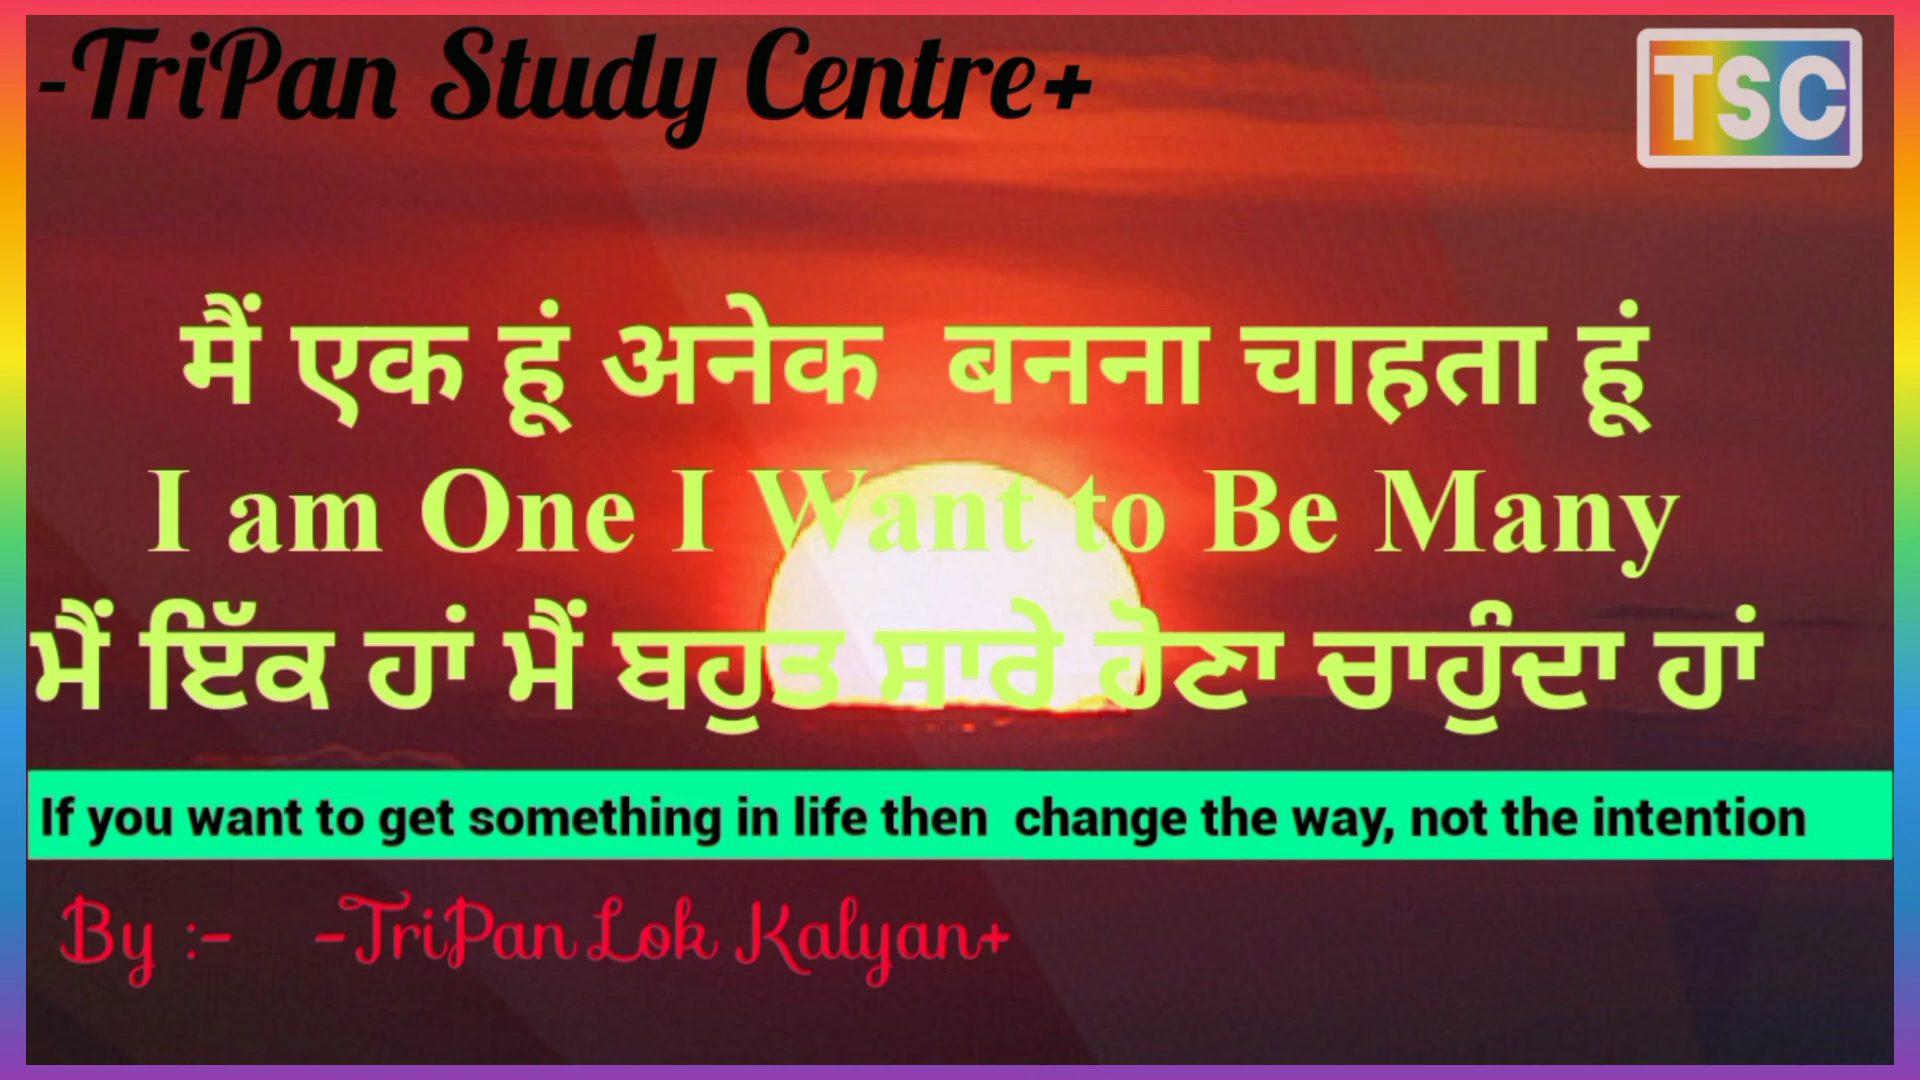 -TriPan Study Centre+
TSC
मैं एक हूं अनेक बनना चाहता हूं
I am One I Want to Be Many
ਮੈਂ ਇੱਕ ਹਾਂ ਮੈਂ ਬਹੁਤ ਸਾਰੇ ਹੋਣਾ ਚਾਹੁੰਦਾ ਹਾਂ
If you want to get something in life then change the way, not the intention
By :- -TriPan Lok Kalyan+